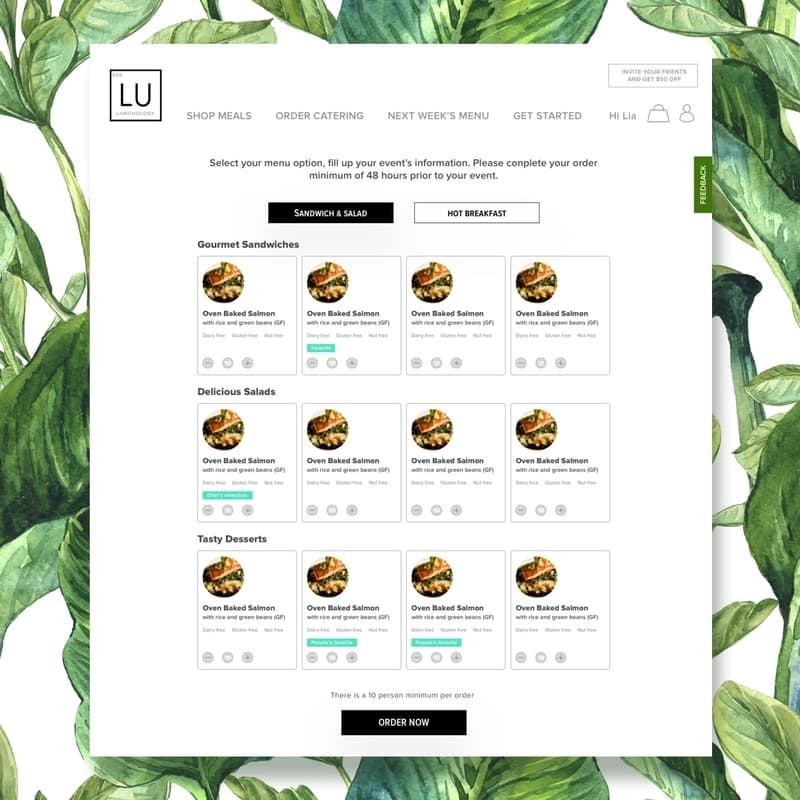 INVITE YOUR FRIENTS
AND GET $50 OFF
LU
LUNCHOLOGY
SHOP MEALS ORDER CATERING NEXT WEEK'S MENU GET STARTED Hi Lia
Select your menu option, fill up your event's information. Please complete your order
minimum of 48 hours prior to your event.
FEEDBACK
SANDWICH & SALAD HOT BREAKFAST
Gourmet Sandwiches
Oven Baked Salmon Oven Baked Salmon Oven Baked Salmon Oven Baked Salmon
with rice and green beans (GF) with rice and green beans (GF) with rice and green beans (GF) with rice and green beans (GF)
Dairy free Gluten free Nut free Dairy free Gluten free Nut free Dairy free Gluten free Nut free Dairy free Gluten free Nut free
Favorite
Delicious Salads
Oven Baked Salmon Oven Baked Salmon Oven Baked Salmon Oven Baked Salmon
with rice and green beans (GF) with rice and green beans (GF) with rice and green beans (GF) with rice and green beans (GF)
Dairy free Gluten free Nut free Dairy free Gluten free Nut free Dairy free Gluten free Nut free Dairy free Gluten free Nut free
Chef's selection
Tasty Desserts
Oven Baked Salmon Oven Baked Salmon Oven Baked Salmon Oven Baked Salmon
with rice and green beans (GF) with rice and green beans (GF) with rice and green beans (GF) with rice and green beans (GF)
Dairy free Gluten free Nut free Dairy free Gluten free Nut free Dairy free Gluten free Nut free Dairy free Gluten free Nut free
People's favorite People's favorite
There is a 10 person minimum per order
ORDER NOW